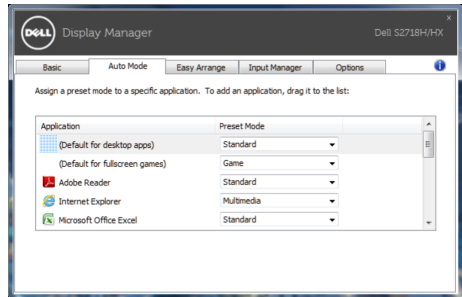 DELL Display Manager
Dell S2718H/HX
Basic Auto Mode Easy Arrange Input Manager Options
Assign a preset mode to a specific application. To add an application, drag it to the list:
Application Preset Mode
(Default for desktop apps) Standard
(Default for fullscreen games) Game
Adobe Reader Standard
Internet Explorer Multimedia
Microsoft Office Excel Standard